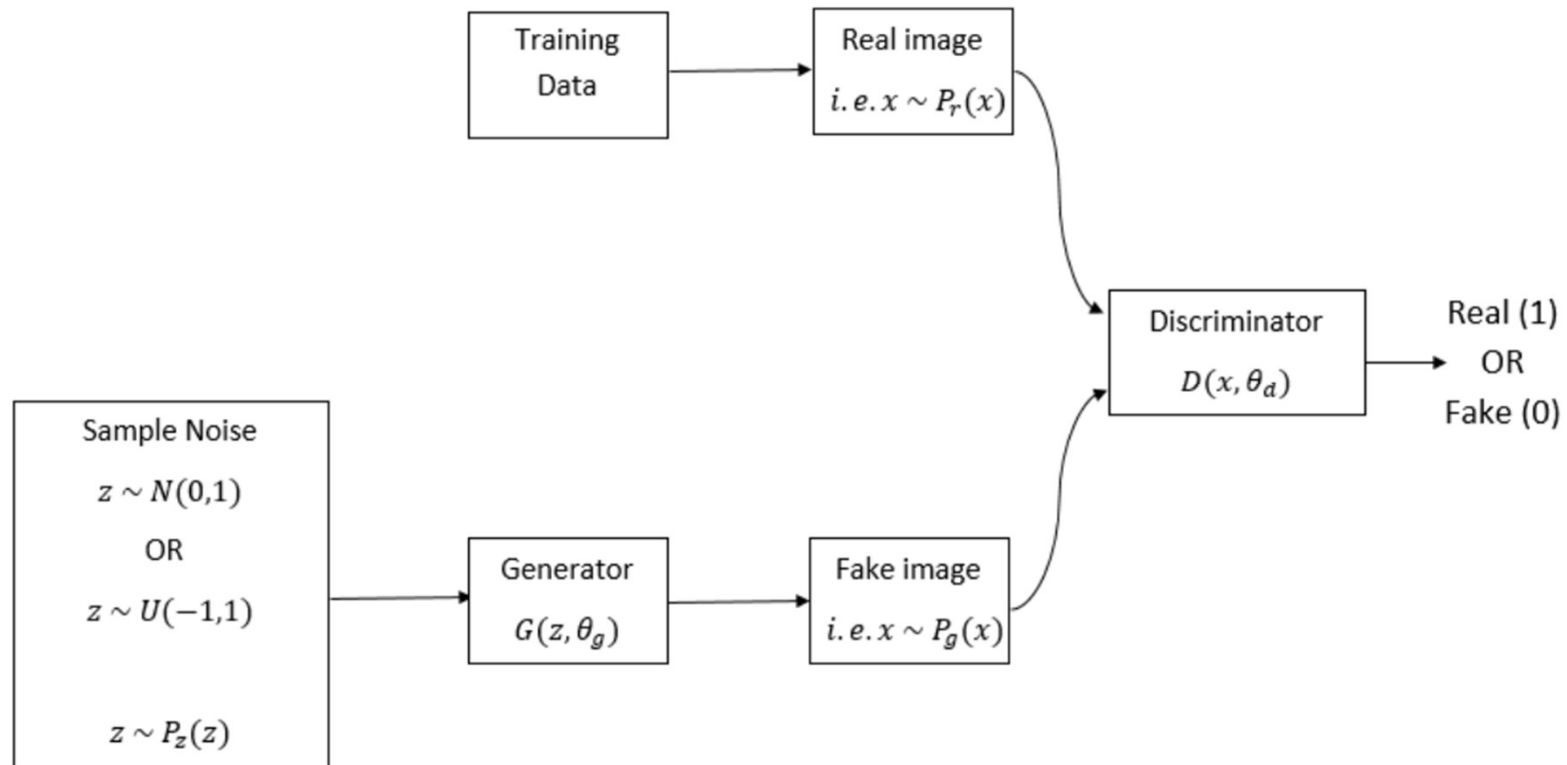 Training
Data
Real image
i.e.x ~ P_r(x)
Discriminator
D(x, θ_d)
Real (1)
OR
Fake (0)
Sample Noise
z ~ N(0,1)
OR
z ~ U(−1,1)
z ~ P_z(z)
Generator
G(z, θ_g)
Fake image
i.e.x ~ P_g(x)